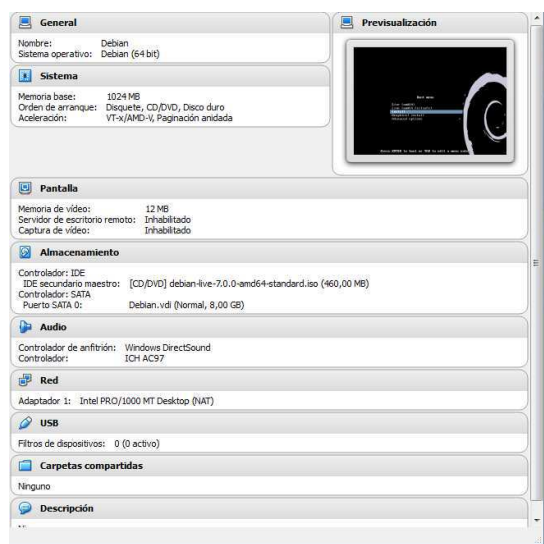 General
Nombre: Debian
Sistema operativo: Debian (64 bit)
Previsualización
Boot menu
Sistema
Memoria base: 1024 MB
Orden de arranque: Disquete, CD/DVD, Disco duro
Aceleración: VT-x/AMD-V, Paginación anidada
Pantalla
Memoria de vídeo: 12 MB
Servidor de escritorio remoto: Inhabilitado
Captura de vídeo: Inhabilitado
Almacenamiento
Controlador: IDE
IDE secundario maestro: [CD/DVD] debian-live-7.0.0-amd64-standard.iso (460,00 MB)
Controlador: SATA
Puerto SATA 0: Debian.vdi (Normal, 8,00 GB)
Audio
Controlador de anfitrión: Windows DirectSound
Controlador: ICH AC97
Red
Adaptador 1: Intel PRO/1000 MT Desktop (NAT)
USB
Filtros de dispositivos: 0 (0 activo)
Carpetas compartidas
Ninguno
Descripción